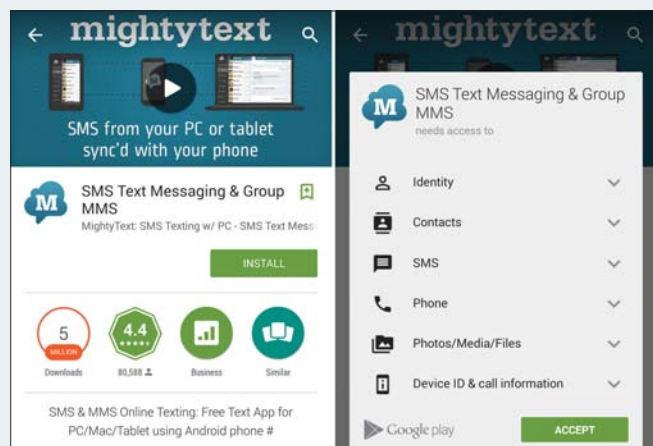 mightytext
SMS from your PC or tablet
sync'd with your phone
SMS Text Messaging & Group
MMS
MightyText: SMS Texting w/ PC - SMS Text Mess
INSTALL
5
MILLION
Downloads
4.4
80,588
Business
Similar
SMS & MMS Online Texting: Free Text App for
PC/Mac/Tablet using Android phone #
mightytext
M
SMS Text Messaging & Group
MMS
needs access to
Identity
Contacts
SMS
Phone
Photos/Media/Files
Device ID & call information
Google play
ACCEPT